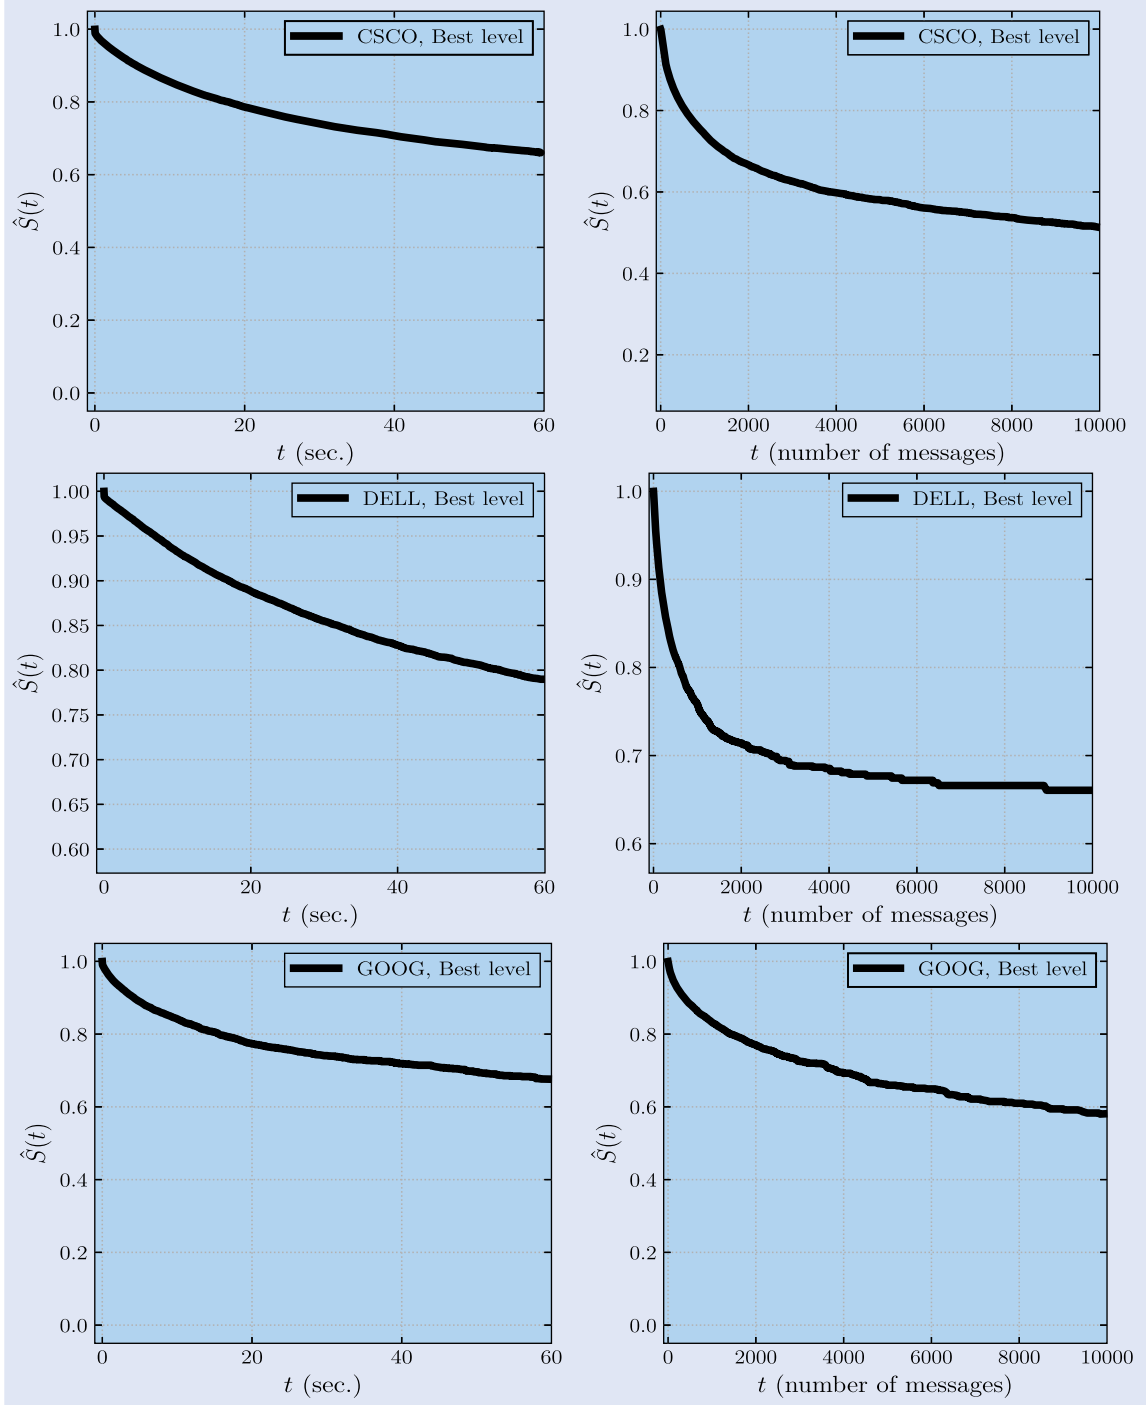 CSCO, Best level
1.0
0.8
0.6
0.4
0.2
0.0
Ŝ(t)
0 20 40 60
t (sec.)
CSCO, Best level
1.0
0.8
0.6
0.4
0.2
Ŝ(t)
0 2000 4000 6000 8000 10000
t (number of messages)
DELL, Best level
1.00
0.95
0.90
0.85
0.80
0.75
0.70
0.65
0.60
Ŝ(t)
0 20 40 60
t (sec.)
DELL, Best level
1.0
0.9
0.8
0.7
0.6
Ŝ(t)
0 2000 4000 6000 8000 10000
t (number of messages)
GOOG, Best level
1.0
0.8
0.6
0.4
0.2
0.0
Ŝ(t)
0 20 40 60
t (sec.)
GOOG, Best level
1.0
0.8
0.6
0.4
0.2
0.0
Ŝ(t)
0 2000 4000 6000 8000 10000
t (number of messages)